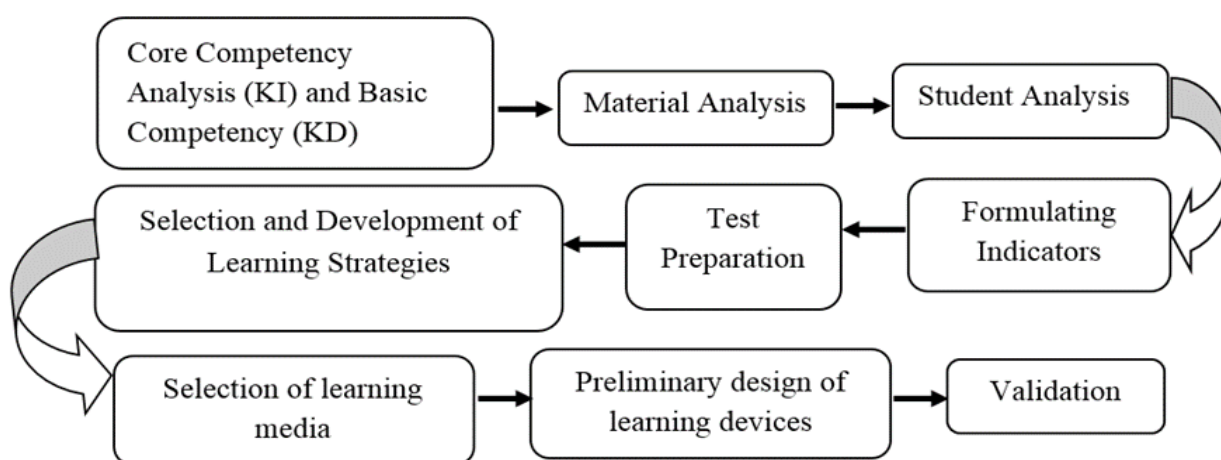 Core Competency
Analysis (KI) and Basic
Competency (KD)
Material Analysis
Student Analysis
Formulating
Indicators
Test
Preparation
Selection and Development of
Learning Strategies
Selection of learning
media
Preliminary design of
learning devices
Validation